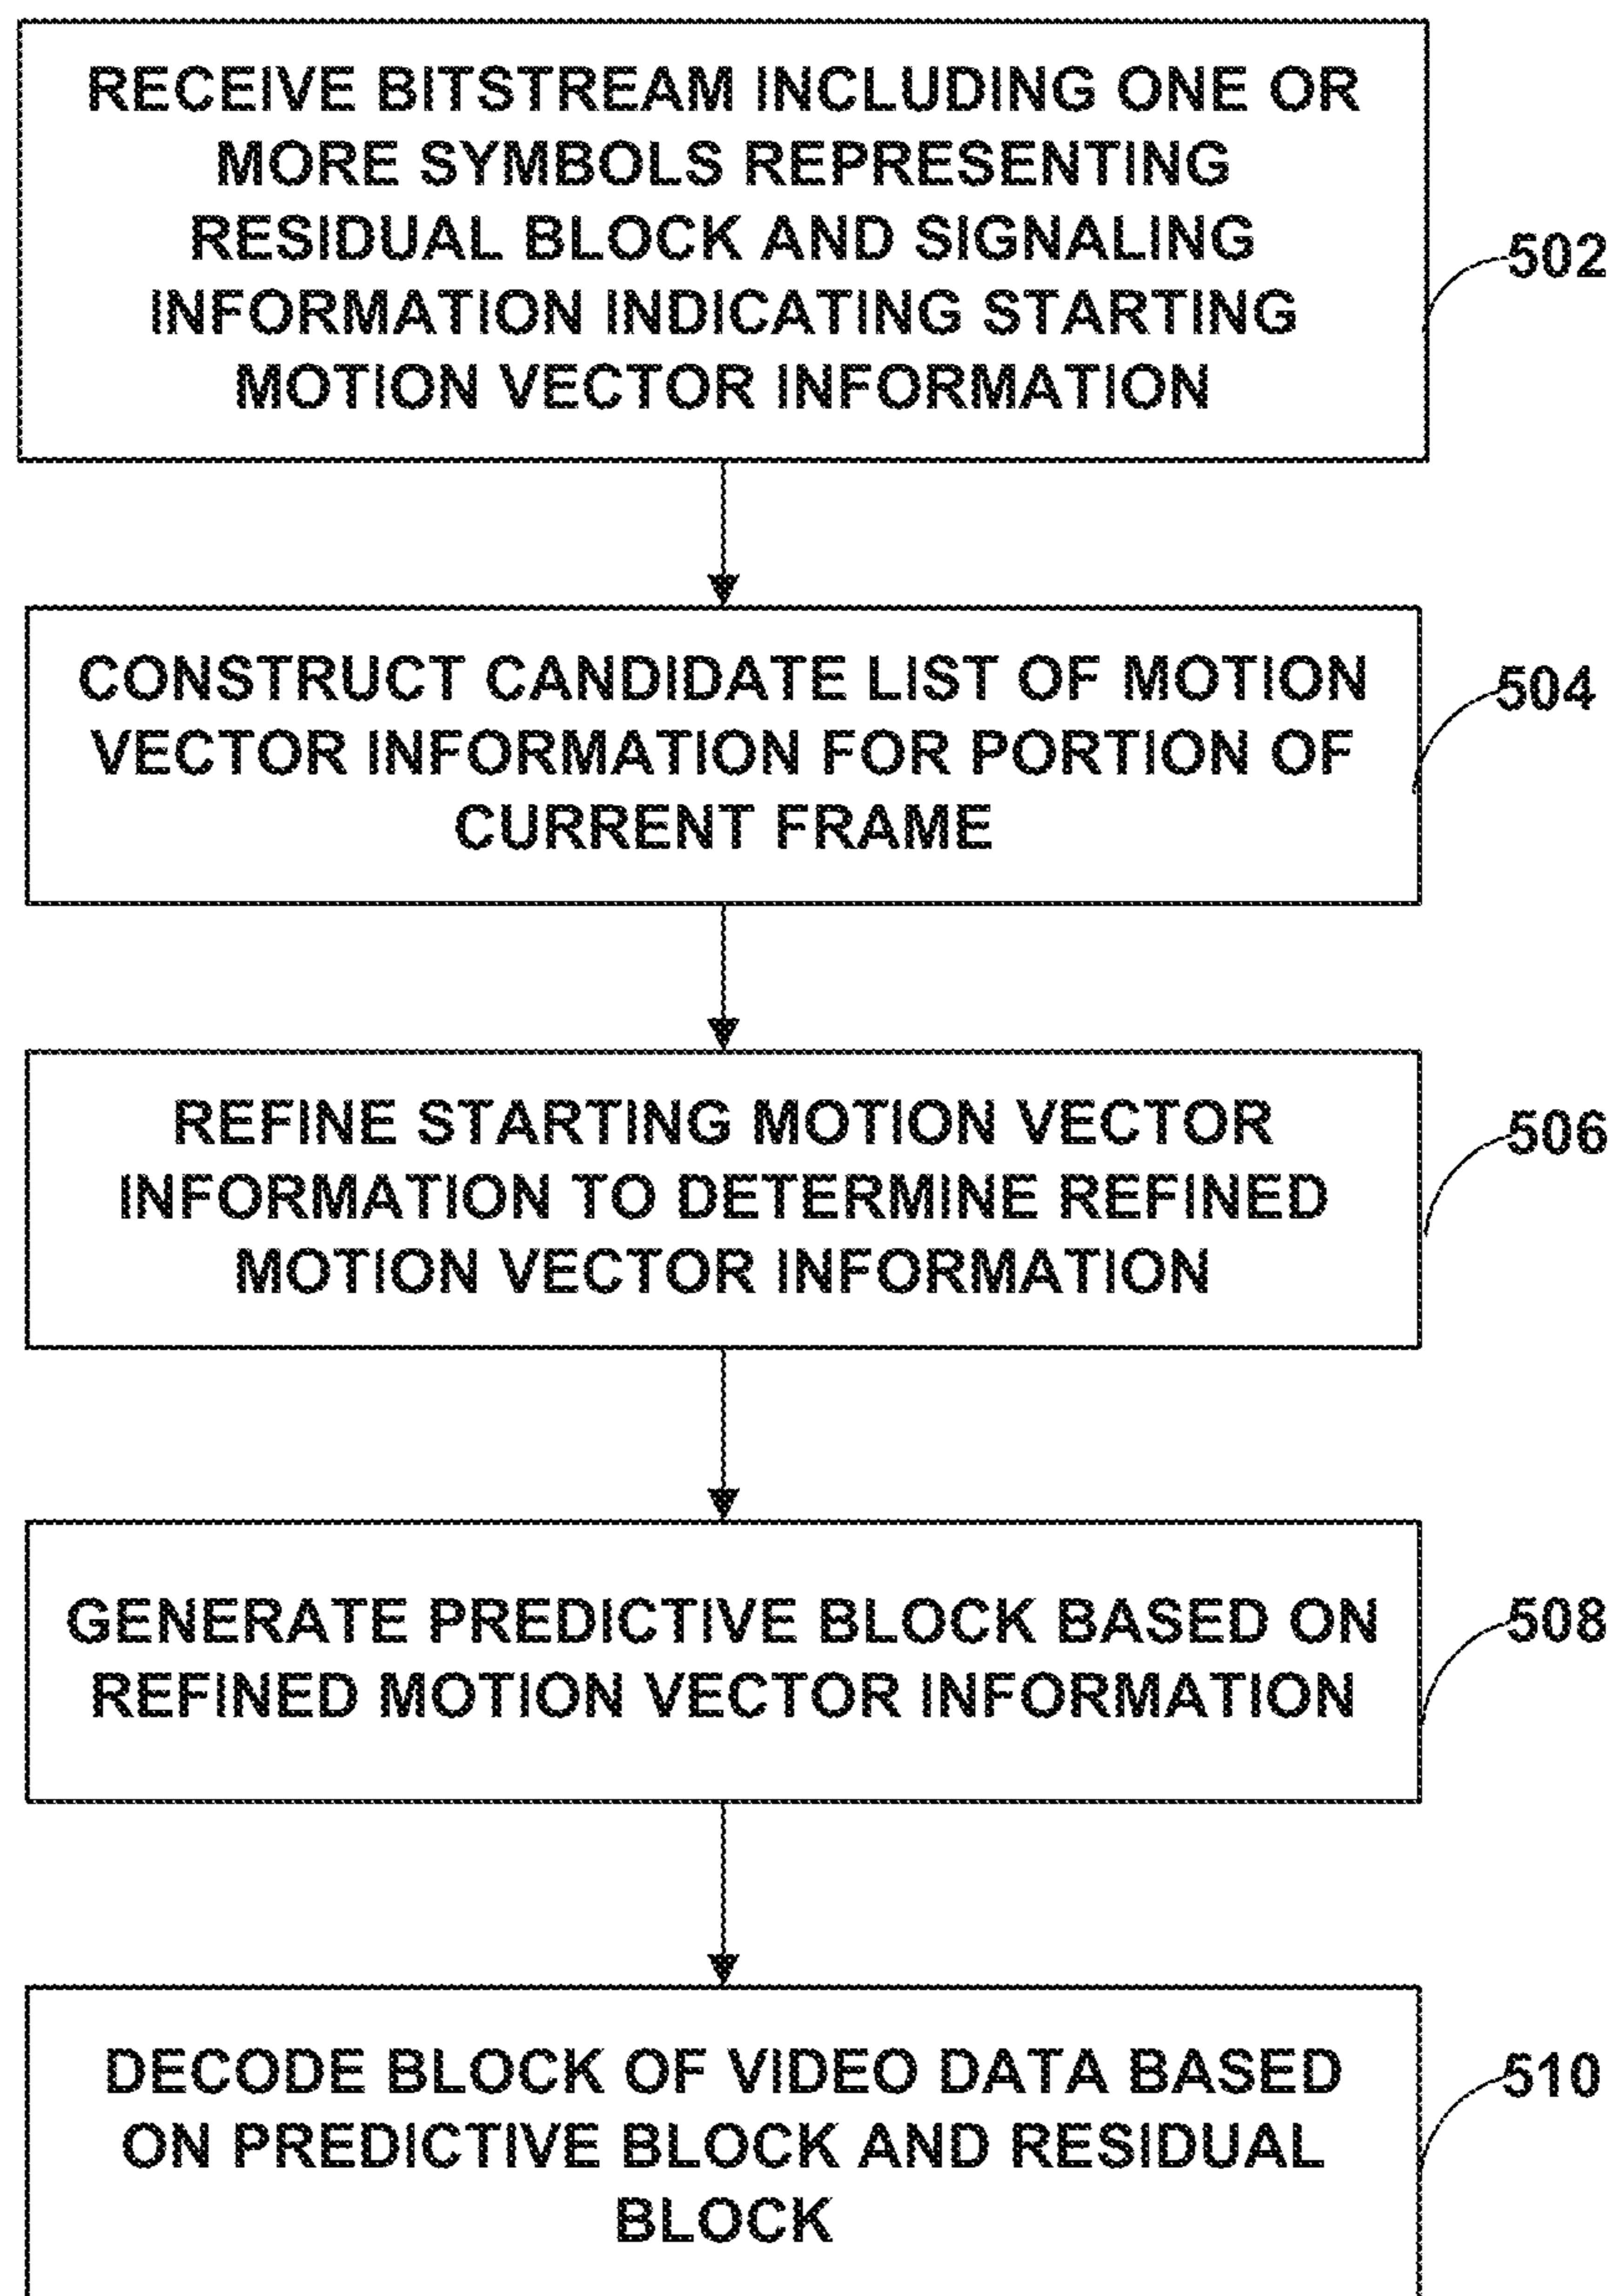 RECEIVE BITSTREAM INCLUDING ONE OR
MORE SYMBOLS REPRESENTING
RESIDUAL BLOCK AND SIGNALING
INFORMATION INDICATING STARTING
MOTION VECTOR INFORMATION
502
CONSTRUCT CANDIDATE LIST OF MOTION
VECTOR INFORMATION FOR PORTION OF
CURRENT FRAME
504
REFINE STARTING MOTION VECTOR
INFORMATION TO DETERMINE REFINED
MOTION VECTOR INFORMATION
506
GENERATE PREDICTIVE BLOCK BASED ON
REFINED MOTION VECTOR INFORMATION
508
DECODE BLOCK OF VIDEO DATA BASED
ON PREDICTIVE BLOCK AND RESIDUAL
BLOCK
510